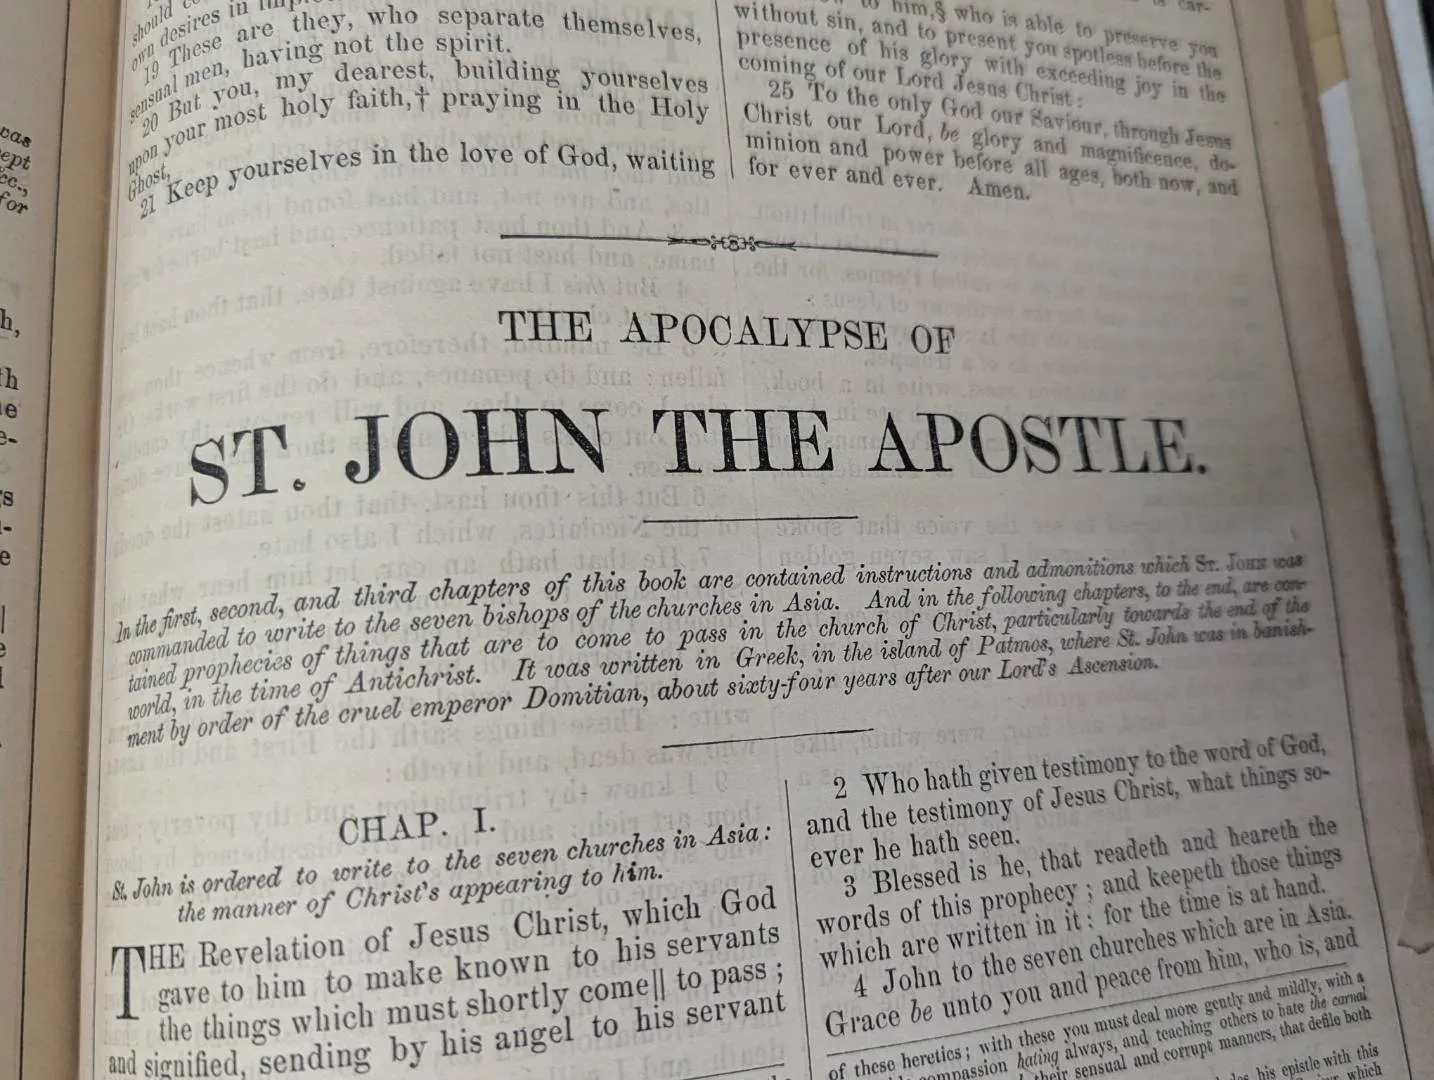 cas
ept
for
h,
should
own desires in
19 These are they, who separate themselves,
sensual men, having not the spirit.
20 But you, my dearest, building yourselves
upon your most holy faith,† praying in the Holy
Ghost,
21 Keep yourselves in the love of God, waiting
to him,§ who is able to preserve you
without sin, and to present you spotless before the
presence of his glory with exceeding joy in the
coming of our Lord Jesus Christ:
25 To the only God our Saviour, through Jesus
Christ our Lord, be glory and magnificence, do-
minion and power before all ages, both now, and
for ever and ever. Amen.
THE APOCALYPSE OF
ST. JOHN THE APOSTLE.
In the first, second, and third chapters of this book are contained instructions and admonitions which St. John was
commanded to write to the seven bishops of the churches in Asia. And in the following chapters, to the end, are con-
tained prophecies of things that are to come to pass in the church of Christ, particularly towards the end of the
world, in the time of Antichrist. It was written in Greek, in the island of Patmos, where St. John was in banish-
ment by order of the cruel emperor Domitian, about sixty-four years after our Lord's Ascension.
CHAP. I.
St. John is ordered to write to the seven churches in Asia:
the manner of Christ's appearing to him.
THE Revelation of Jesus Christ, which God
gave to him to make known to his servants
the things which must shortly come|| to pass;
and signified, sending by his angel to his servant
2 Who hath given testimony to the word of God,
and the testimony of Jesus Christ, what things so-
ever he hath seen.
3 Blessed is he, that readeth and heareth the
words of this prophecy; and keepeth those things
which are written in it: for the time is at hand.
4 John to the seven churches which are in Asia.
Grace be unto you and peace from him, who is, and
of these heretics; with these you must deal more gently and mildly, with a
compassion hating always, and teaching others to hate the carnal
their sensual and corrupt manners, that defile both
his epistle with this
which